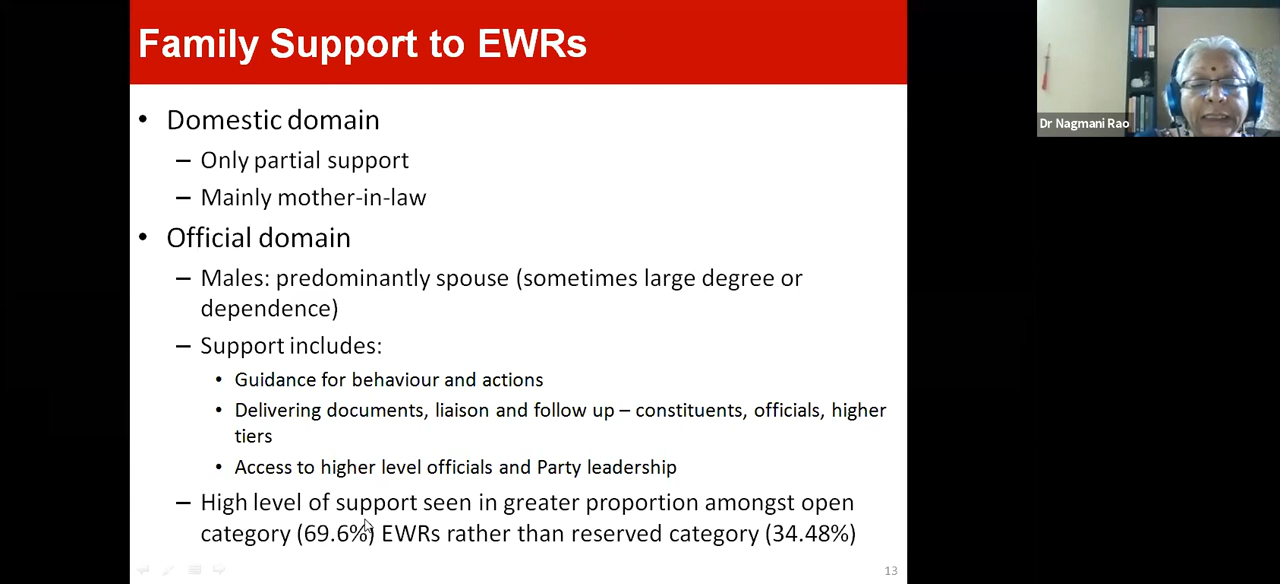 Family Support to EWRs
• Domestic domain
– Only partial support
– Mainly mother-in-law
• Official domain
– Males: predominantly spouse (sometimes large degree or
dependence)
– Support includes:
• Guidance for behaviour and actions
• Delivering documents, liaison and follow up – constituents, officials, higher
tiers
• Access to higher level officials and Party leadership
– High level of support seen in greater proportion amongst open
category (69.6%) EWRs rather than reserved category (34.48%)
13
Dr Nagmani Rao